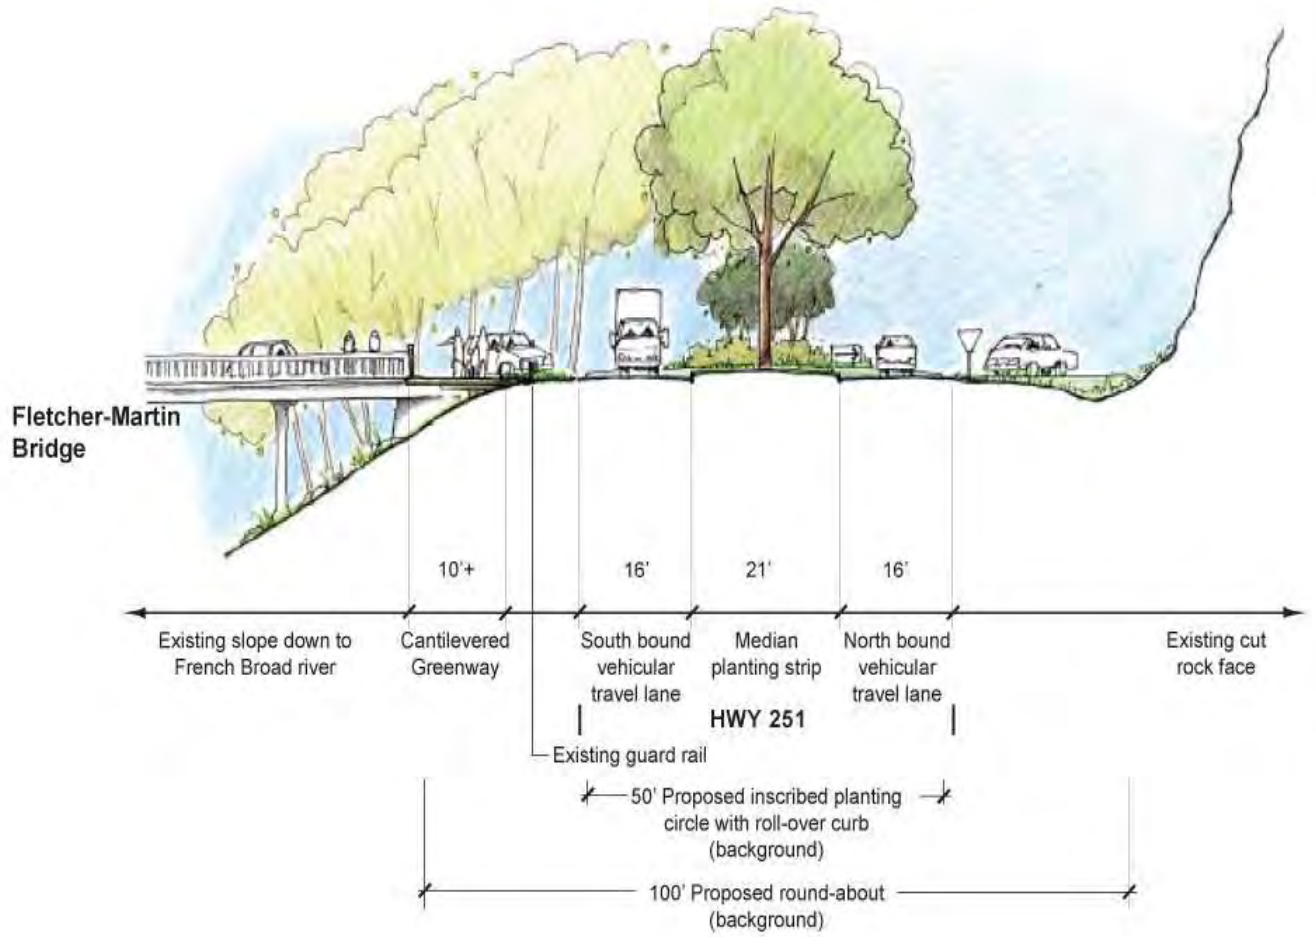 Fletcher-Martin
Bridge
10'+
16'
21'
16'
Existing slope down to
French Broad river
Cantilevered
Greenway
South bound
vehicular
travel lane
Median
planting strip
North bound
vehicular
travel lane
Existing cut
rock face
HWY 251
Existing guard rail
50' Proposed inscribed planting
circle with roll-over curb
(background)
100' Proposed round-about
(background)